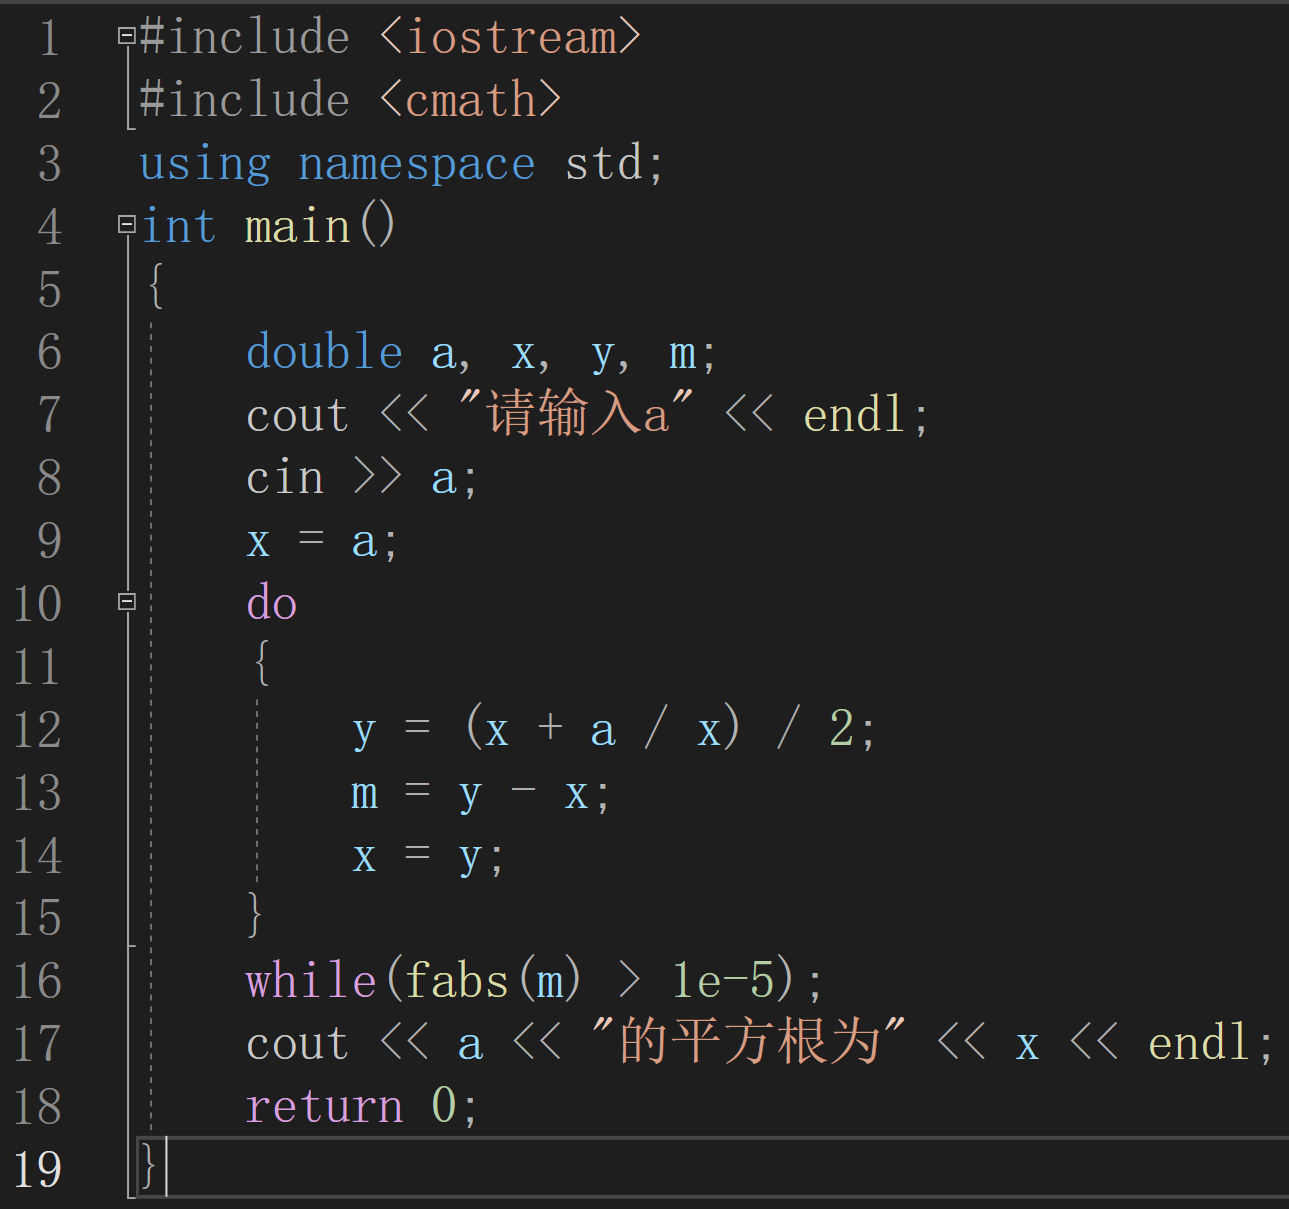 1 #include <iostream>
2 #include <cmath>
3 using namespace std;
4 int main()
5 {
6 double a, x, y, m;
7 cout << "请输入a" << endl;
8 cin >> a;
9 x = a;
10 do
11 {
12 y = (x + a / x) / 2;
13 m = y - x;
14 x = y;
15 }
16 while(fabs(m) > 1e-5);
17 cout << a << "的平方根为" << x << endl;
18 return 0;
19 }